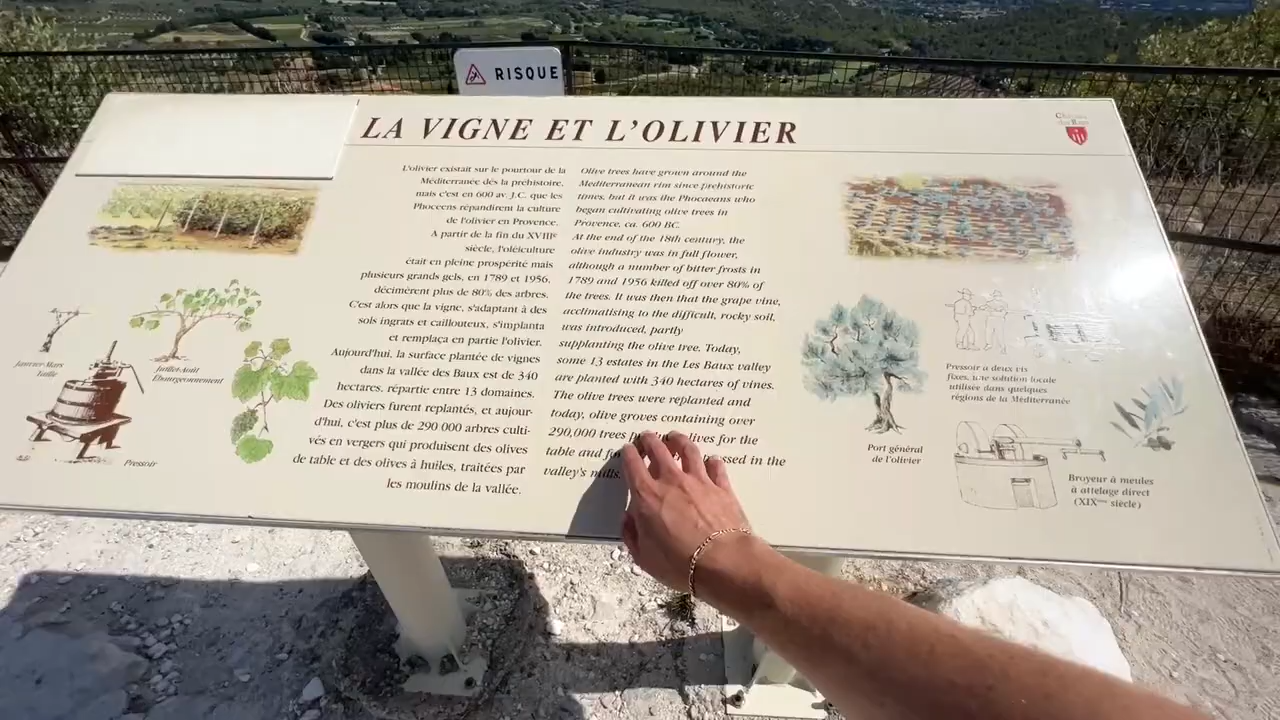 RISQUE
LA VIGNE ET L'OLIVIER
Château
des Baux
L'olivier existait sur le pourtour de la
Méditerranée dès la préhistoire,
mais c'est en 600 av. J.C. que les
Phocéens répandirent la culture
de l'olivier en Provence.
A partir de la fin du XVIIIe
siècle, l'oléiculture
était en pleine prospérité mais
plusieurs grands gels, en 1789 et 1956,
décimèrent plus de 80% des arbres.
C'est alors que la vigne, s'adaptant à des
sols ingrats et caillouteux, s'implanta
et remplaça en partie l'olivier.
Aujourd'hui, la surface plantée de vignes
dans la vallée des Baux est de 340
hectares, répartie entre 13 domaines.
Des oliviers furent replantés, et aujour-
d'hui, c'est plus de 290 000 arbres culti-
vés en vergers qui produisent des olives
de table et des olives à huiles, traitées par
les moulins de la vallée.
Olive trees have grown around the
Mediterranean rim since prehistoric
times, but it was the Phocaeans who
began cultivating olive trees in
Provence, ca. 600 BC.
At the end of the 18th century, the
olive industry was in full flower,
although a number of bitter frosts in
1789 and 1956 killed off over 80% of
the trees. It was then that the grape vine,
acclimatising to the difficult, rocky soil,
was introduced, partly
supplanting the olive tree. Today,
some 13 estates in the Les Baux valley
are planted with 340 hectares of vines.
The olive trees were replanted and
today, olive groves containing over
290,000 trees olives for the
table and in the
valley's mills.
Janvier-Mars
Taille
Juillet-Août
Ebourgeonnement
Pressoir
Port général
de l'olivier
Pressoir à deux vis
fixes, une solution locale
utilisée dans quelques
régions de la Méditerranée
Broyeur à meules
à attelage direct
(XIXème siècle)